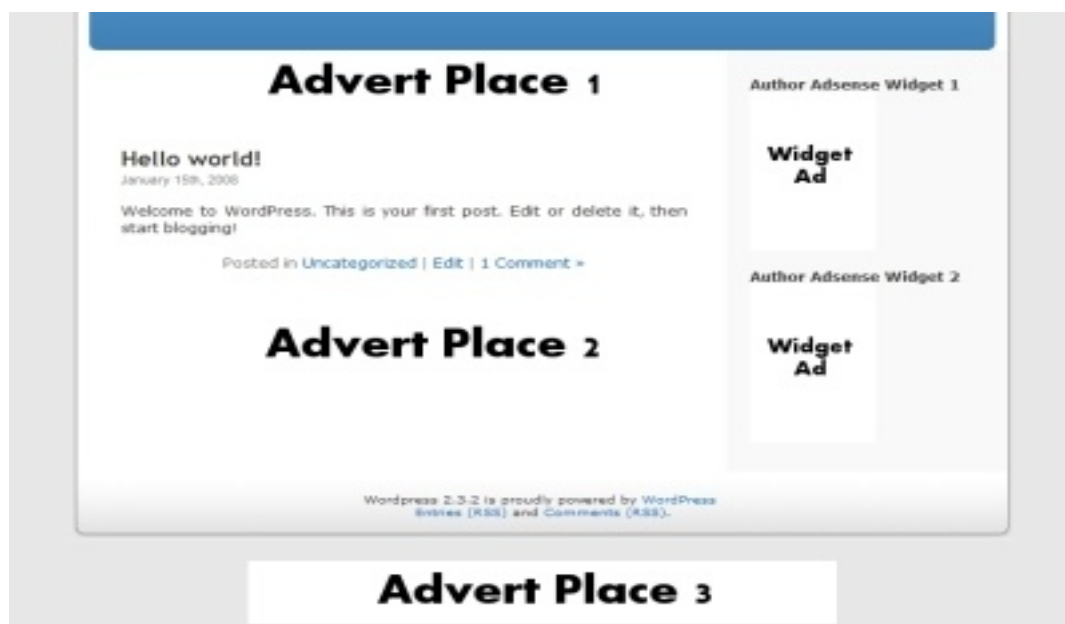 Advert Place 1
Hello world!
January 15th, 2008
Welcome to WordPress. This is your first post. Edit or delete it, then
start blogging!
Posted in Uncategorized | Edit | 1 Comment »
Advert Place 2
Author Adsense Widget 1
Widget
Ad
Author Adsense Widget 2
Widget
Ad
Wordpress 2.3.2 is proudly powered by WordPress
Entries (RSS) and Comments (RSS).
Advert Place 3